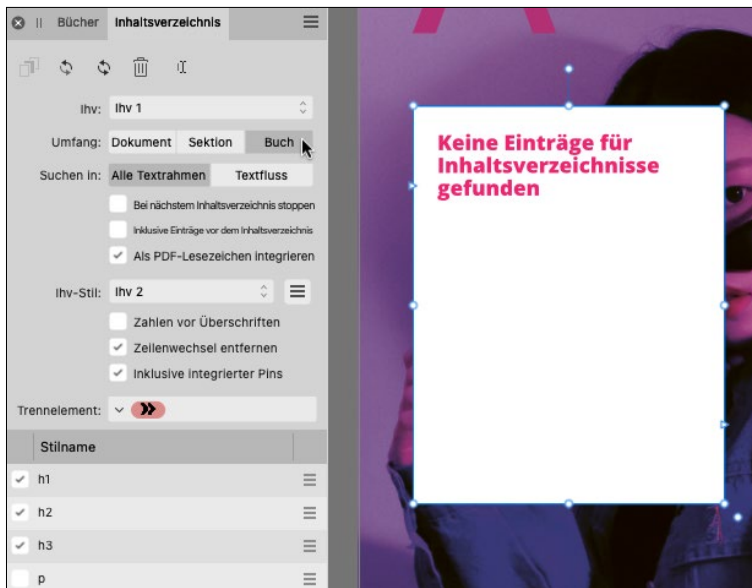 Bücher Inhaltsverzeichnis
Ihv: Ihv 1
Umfang: Dokument Sektion Buch
Suchen in: Alle Textrahmen Textfluss
Bei nächstem Inhaltsverzeichnis stoppen
Inklusive Einträge vor dem Inhaltsverzeichnis
Als PDF-Lesezeichen integrieren
Ihv-Stil: Ihv 2
Zahlen vor Überschriften
Zeilenwechsel entfernen
Inklusive integrierter Pins
Trennelement:
Stilname
h1
h2
h3
p
Keine Einträge für
Inhaltsverzeichnisse
gefunden